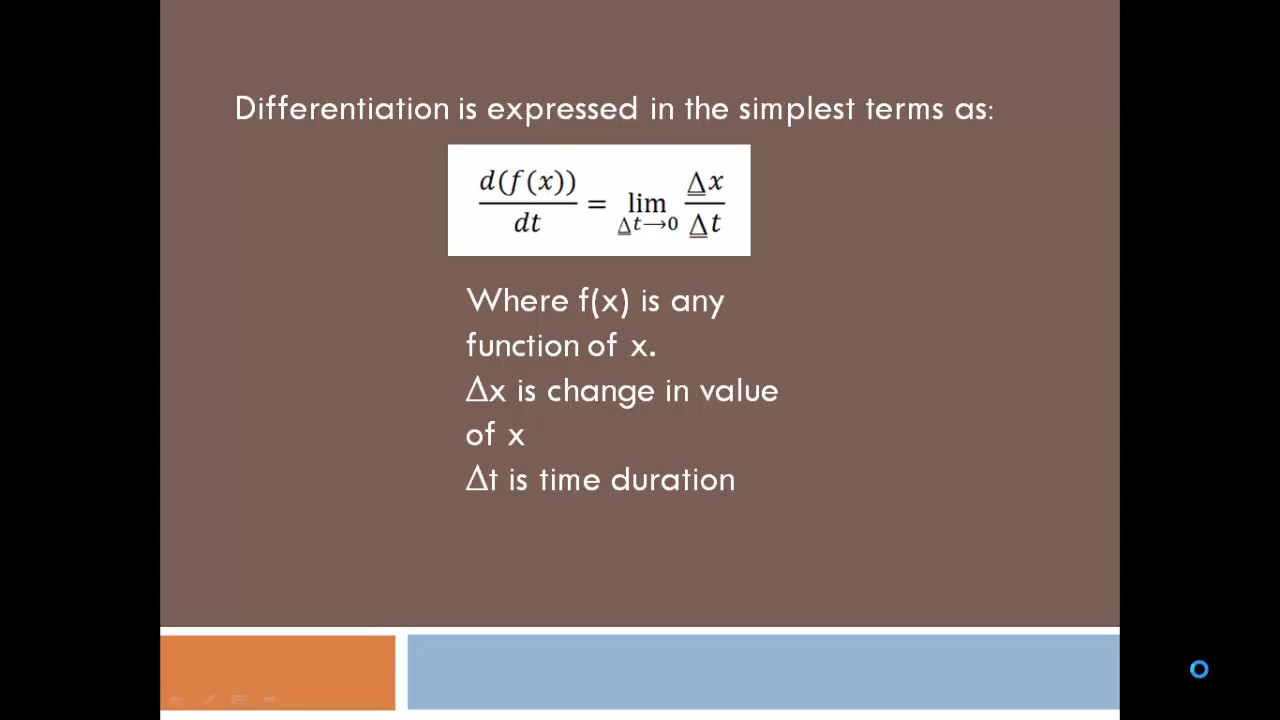 Differentiation is expressed in the simplest terms as:
d(f(x))/dt = lim Δt→0 Δx/Δt
Where f(x) is any
function of x.
Δx is change in value
of x
Δt is time duration